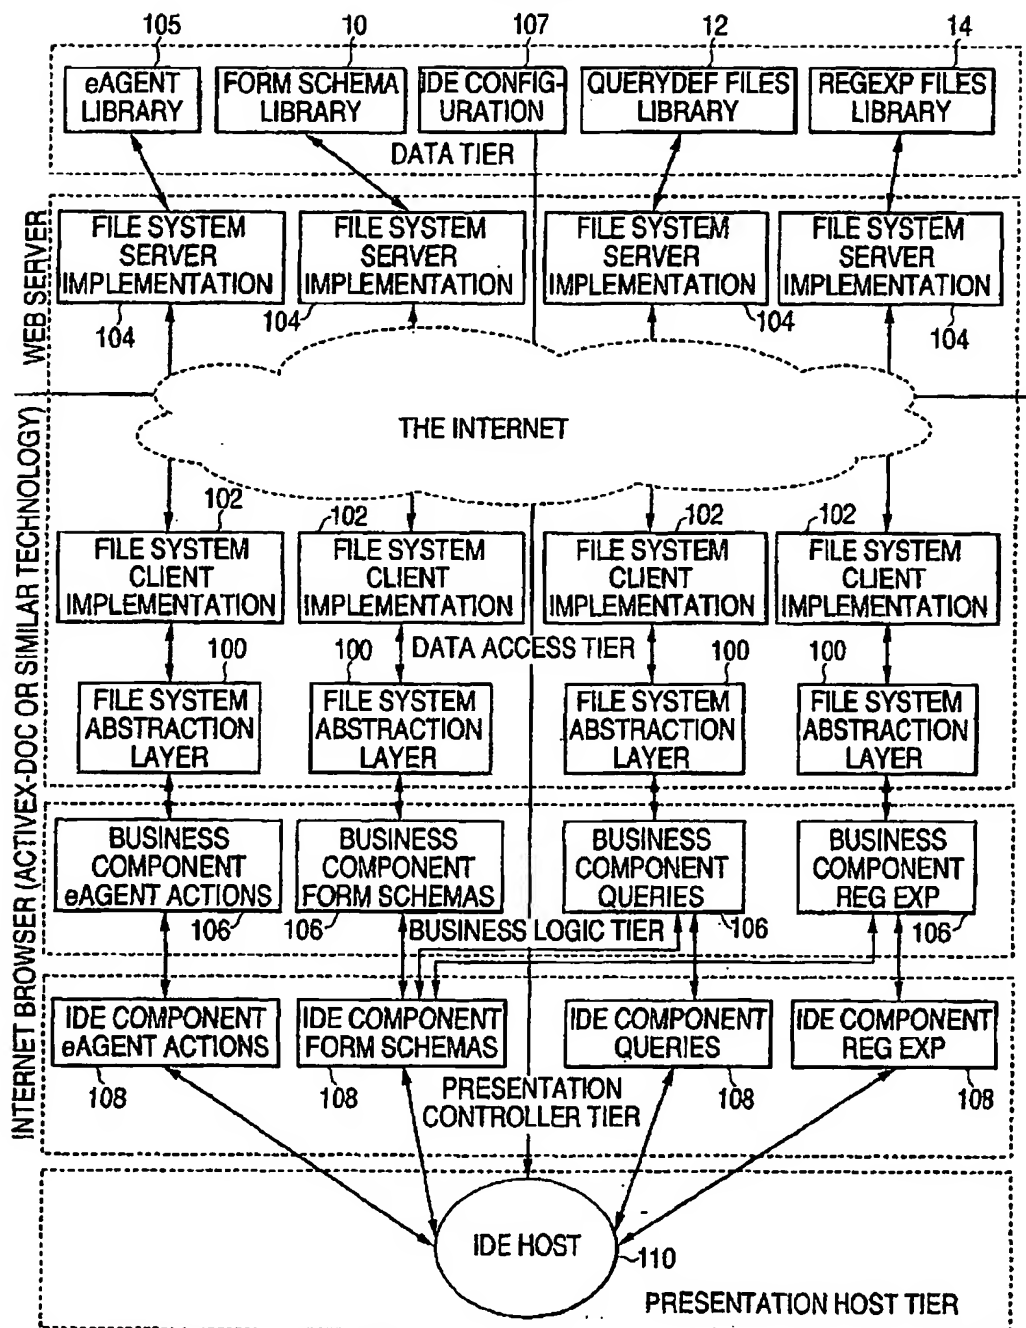 105
10
107
12
14
eAGENT
LIBRARY
FORM SCHEMA
LIBRARY
IDE CONFIG-
URATION
QUERYDEF FILES
LIBRARY
REGEXP FILES
LIBRARY
DATA TIER
WEB SERVER
FILE SYSTEM
SERVER
IMPLEMENTATION
FILE SYSTEM
SERVER
IMPLEMENTATION
FILE SYSTEM
SERVER
IMPLEMENTATION
FILE SYSTEM
SERVER
IMPLEMENTATION
104
104
104
104
THE INTERNET
INTERNET BROWSER (ACTIVEX-DOC OR SIMILAR TECHNOLOGY)
102
102
102
102
FILE SYSTEM
CLIENT
IMPLEMENTATION
FILE SYSTEM
CLIENT
IMPLEMENTATION
FILE SYSTEM
CLIENT
IMPLEMENTATION
FILE SYSTEM
CLIENT
IMPLEMENTATION
DATA ACCESS TIER
100
100
100
100
FILE SYSTEM
ABSTRACTION
LAYER
FILE SYSTEM
ABSTRACTION
LAYER
FILE SYSTEM
ABSTRACTION
LAYER
FILE SYSTEM
ABSTRACTION
LAYER
BUSINESS
COMPONENT
eAGENT ACTIONS
BUSINESS
COMPONENT
FORM SCHEMAS
BUSINESS
COMPONENT
QUERIES
BUSINESS
COMPONENT
REG EXP
106
106
BUSINESS LOGIC TIER
106
106
IDE COMPONENT
eAGENT ACTIONS
IDE COMPONENT
FORM SCHEMAS
IDE COMPONENT
QUERIES
IDE COMPONENT
REG EXP
108
108
PRESENTATION
CONTROLLER TIER
108
108
IDE HOST
110
PRESENTATION HOST TIER